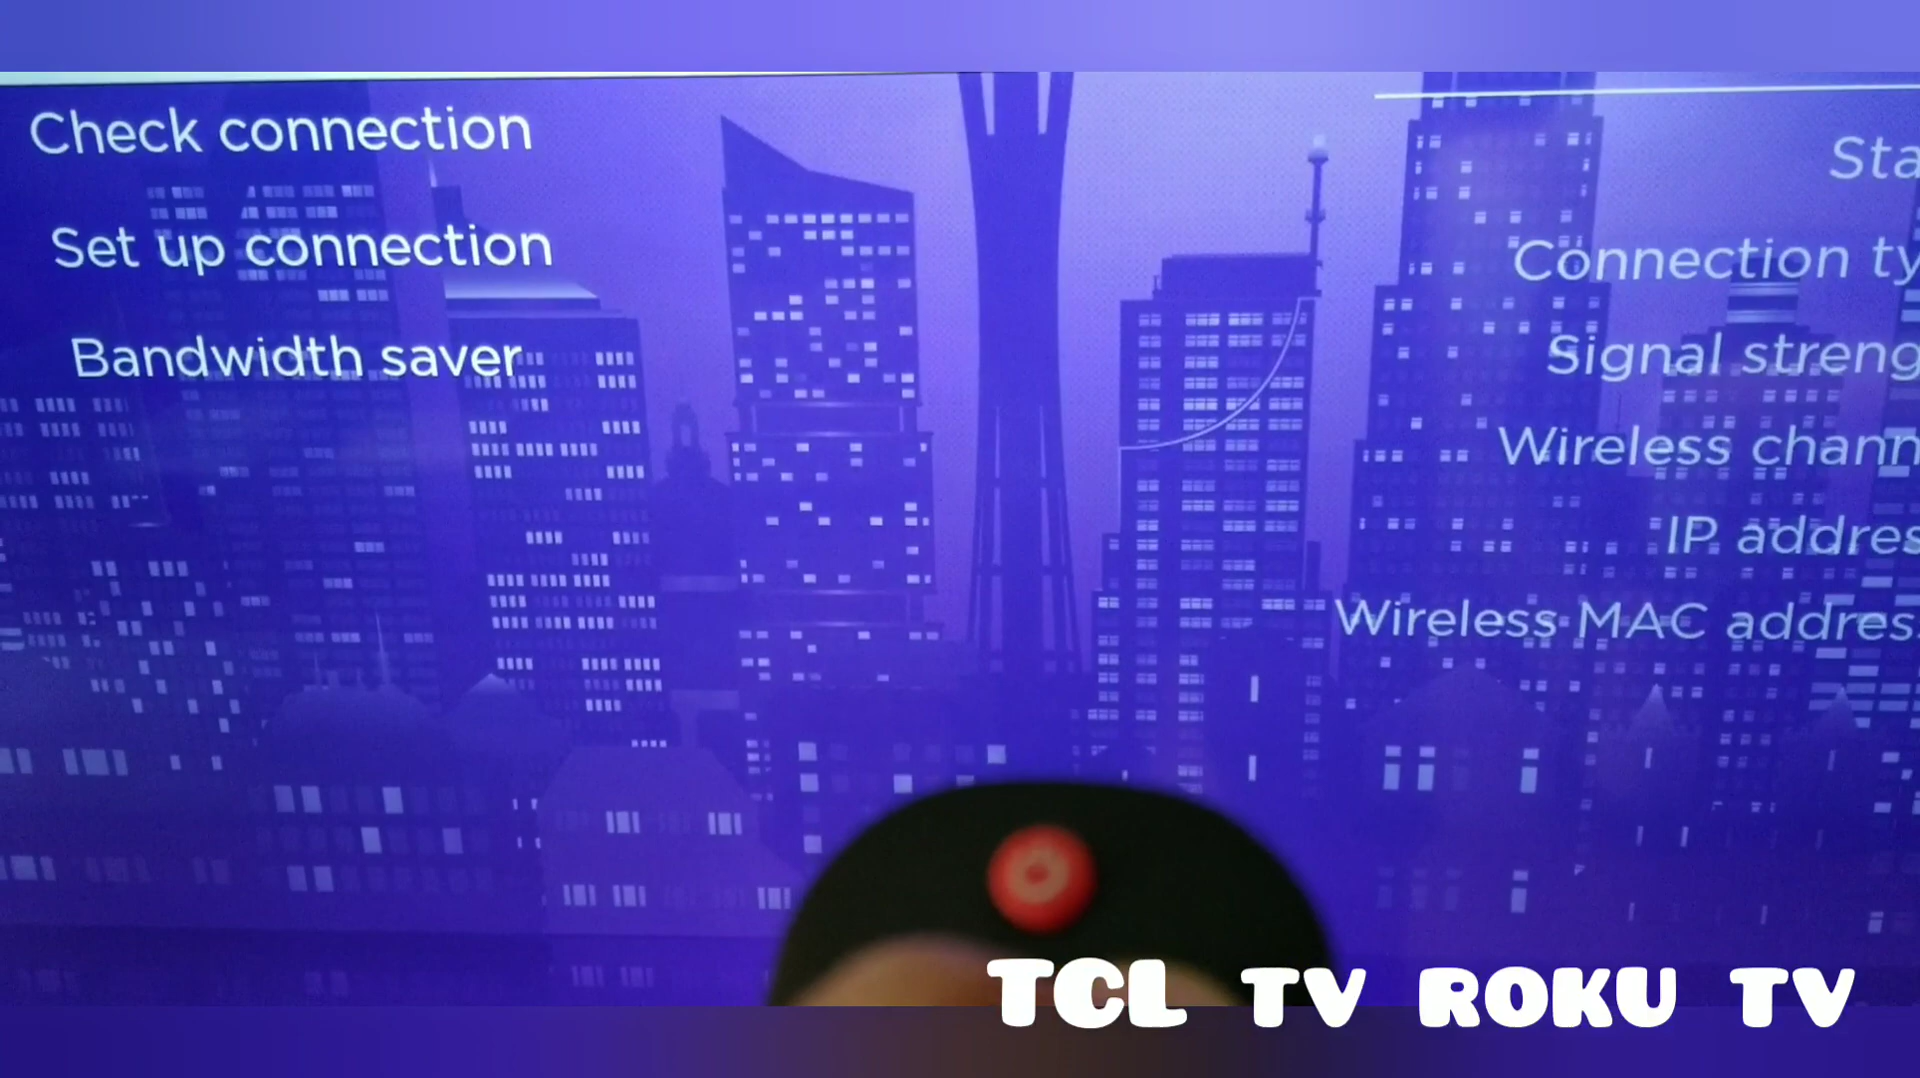 Check connection
Set up connection
Bandwidth saver
Sta
Connection ty
Signal streng
Wireless chann
IP addres
Wireless MAC addres
TCL TV ROKU TV